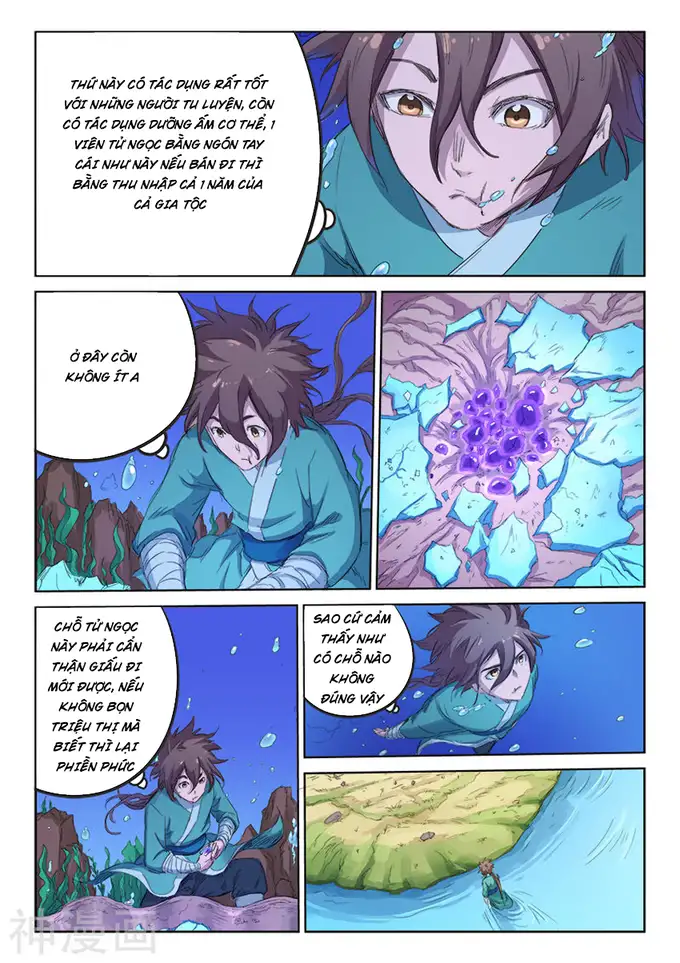 THỨ NÀY CÓ TÁC DỤNG RẤT TỐT
VỚI NHỮNG NGƯỜI TU LUYỆN, CÒN
CÓ TÁC DỤNG DƯỠNG ẨM CƠ THỂ, 1
VIÊN TỬ NGỌC BẰNG NGÓN TAY
CÁI NHƯ NÀY NẾU BÁN ĐI THÌ
BẰNG THU NHẬP CẢ 1 NĂM CỦA
CẢ GIA TỘC
Ở ĐÂY CÒN
KHÔNG ÍT A
CHỖ TỬ NGỌC
NÀY PHẢI CẨN
THẬN GIẤU ĐI
MỚI ĐƯỢC, NẾU
KHÔNG BỌN
TRIỆU THỊ MÀ
BIẾT THÌ LẠI
PHIỀN PHỨC
SAO CỨ CẢM
THẤY NHƯ
CÓ CHỖ NÀO
KHÔNG
ĐÚNG VẬY
神漫画